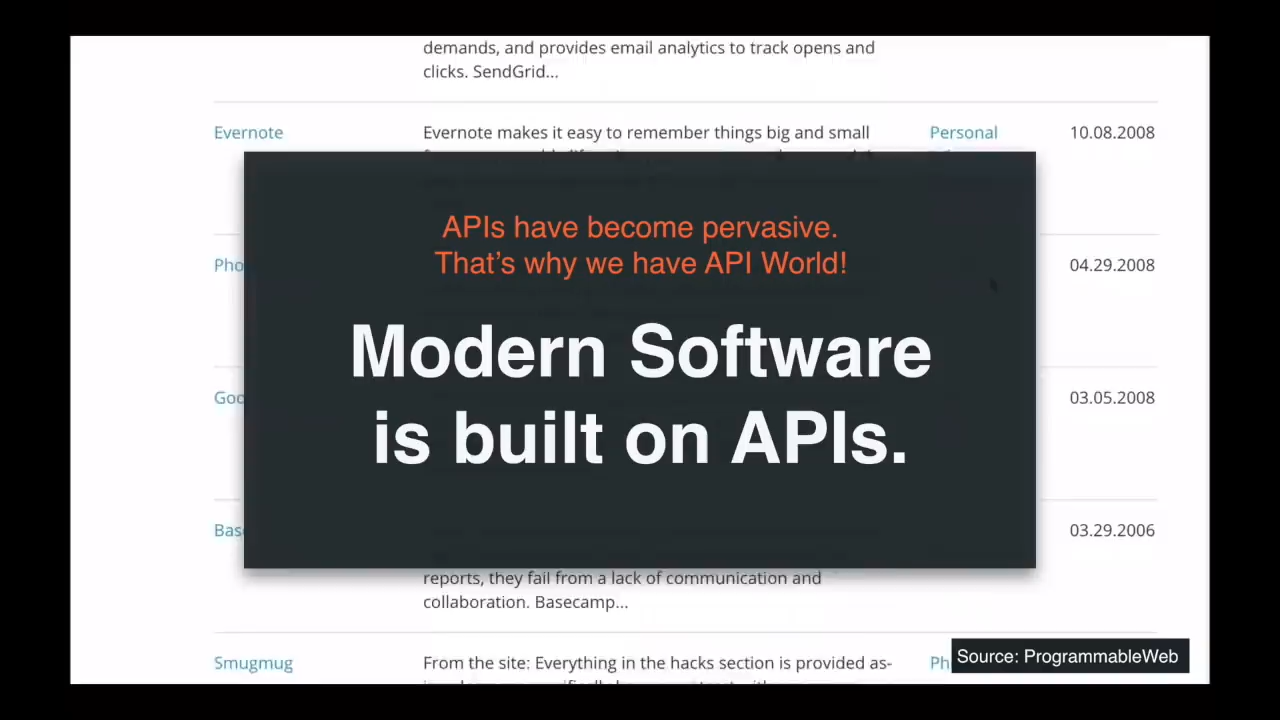 demands, and provides email analytics to track opens and
clicks. SendGrid...
Evernote
Evernote makes it easy to remember things big and small
Personal
10.08.2008
APIs have become pervasive.
That's why we have API World!
04.29.2008
Modern Software
is built on APIs.
03.05.2008
03.29.2006
reports, they fail from a lack of communication and
collaboration. Basecamp...
Smugmug
From the site: Everything in the hacks section is provided as-
Source: ProgrammableWeb